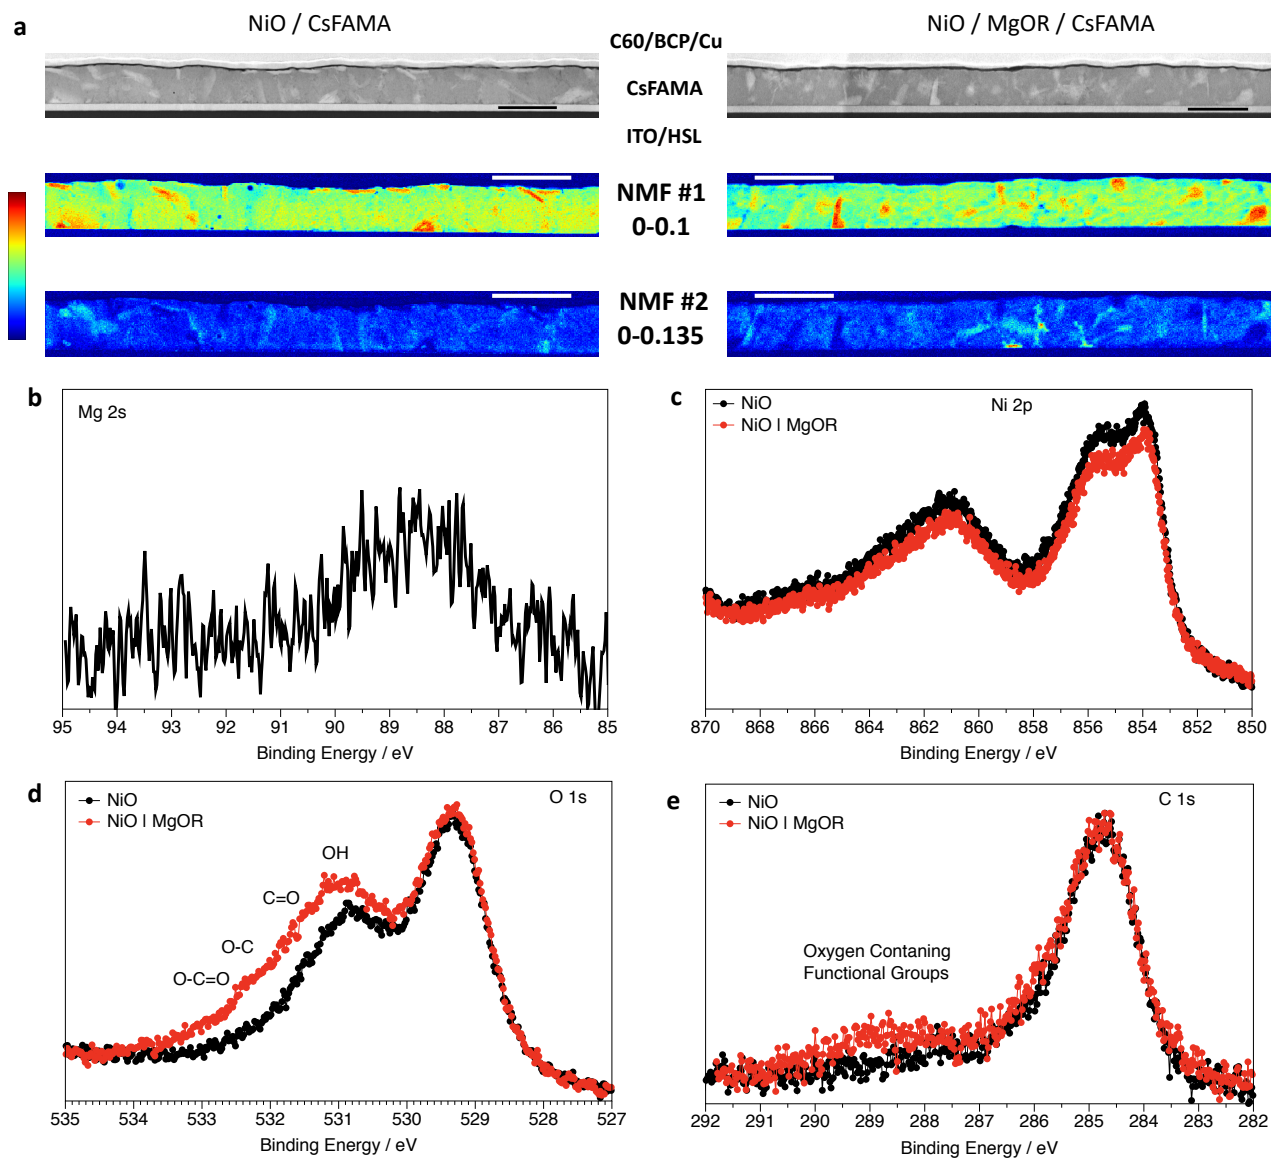 a
NiO / CsFAMA
NiO / MgOR / CsFAMA
C60/BCP/Cu
CsFAMA
ITO/HSL
NMF #1
0-0.1
NMF #2
0-0.135
b
Mg 2s
95 94 93 92 91 90 89 88 87 86 85
Binding Energy / eV
c
NiO
NiO | MgOR
Ni 2p
870 868 866 864 862 860 858 856 854 852 850
Binding Energy / eV
d
NiO
NiO | MgOR
O 1s
OH
C=O
O-C
O-C=O
535 534 533 532 531 530 529 528 527
Binding Energy / eV
e
NiO
NiO | MgOR
C 1s
Oxygen Contaning
Functional Groups
292 291 290 289 288 287 286 285 284 283 282
Binding Energy / eV